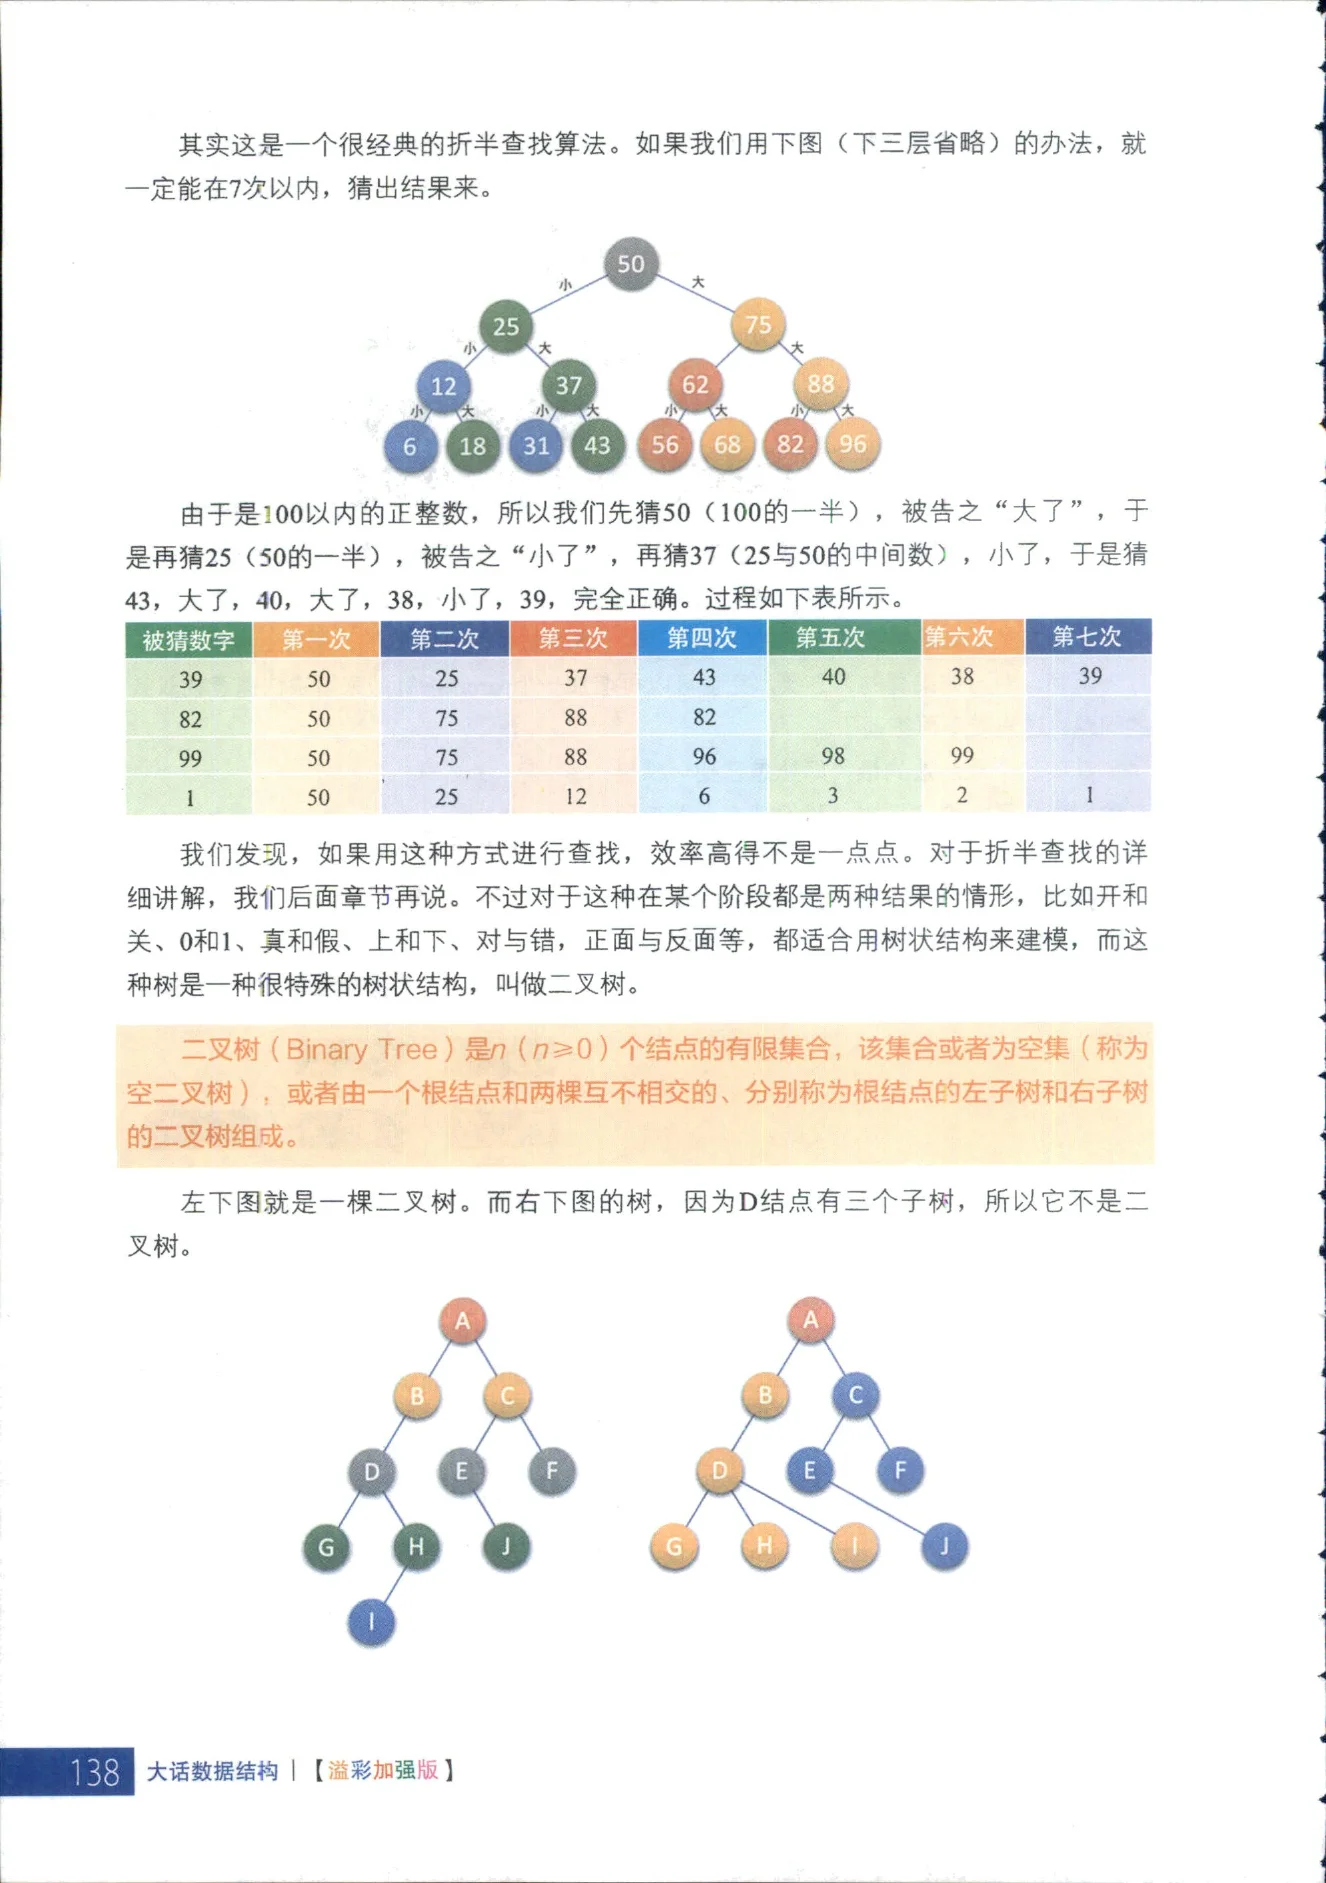 其实这是一个很经典的折半查找算法。如果我们用下图（下三层省略）的办法，就
一定能在7次以内，猜出结果来。
50
小 大
25 75
小 大 大
12 37 62 88
小 大 小 大 小 大 小 大
6 18 31 43 56 68 82 96
由于是100以内的正整数，所以我们先猜50（100的一半），被告之“大了”，于
是再猜25（50的一半），被告之“小了”，再猜37（25与50的中间数），小了，于是猜
43，大了，40，大了，38，小了，39，完全正确。过程如下表所示。
被猜数字 第一次 第二次 第三次 第四次 第五次 第六次 第七次
39 50 25 37 43 40 38 39
82 50 75 88 82
99 50 75 88 96 98 99
1 50 25 12 6 3 2 1
我们发现，如果用这种方式进行查找，效率高得不是一点点。对于折半查找的详
细讲解，我们后面章节再说。不过对于这种在某个阶段都是两种结果的情形，比如开和
关、0和1、真和假、上和下、对与错，正面与反面等，都适合用树状结构来建模，而这
种树是一种很特殊的树状结构，叫做二叉树。
二叉树（Binary Tree）是n（n≥0）个结点的有限集合，该集合或者为空集（称为
空二叉树），或者由一个根结点和两棵互不相交的、分别称为根结点的左子树和右子树
的二叉树组成。
左下图就是一棵二叉树。而右下图的树，因为D结点有三个子树，所以它不是二
叉树。
A A
B C B C
D E F D E F
G H J G H I J
I
138 大话数据结构 | 【溢彩加强版】